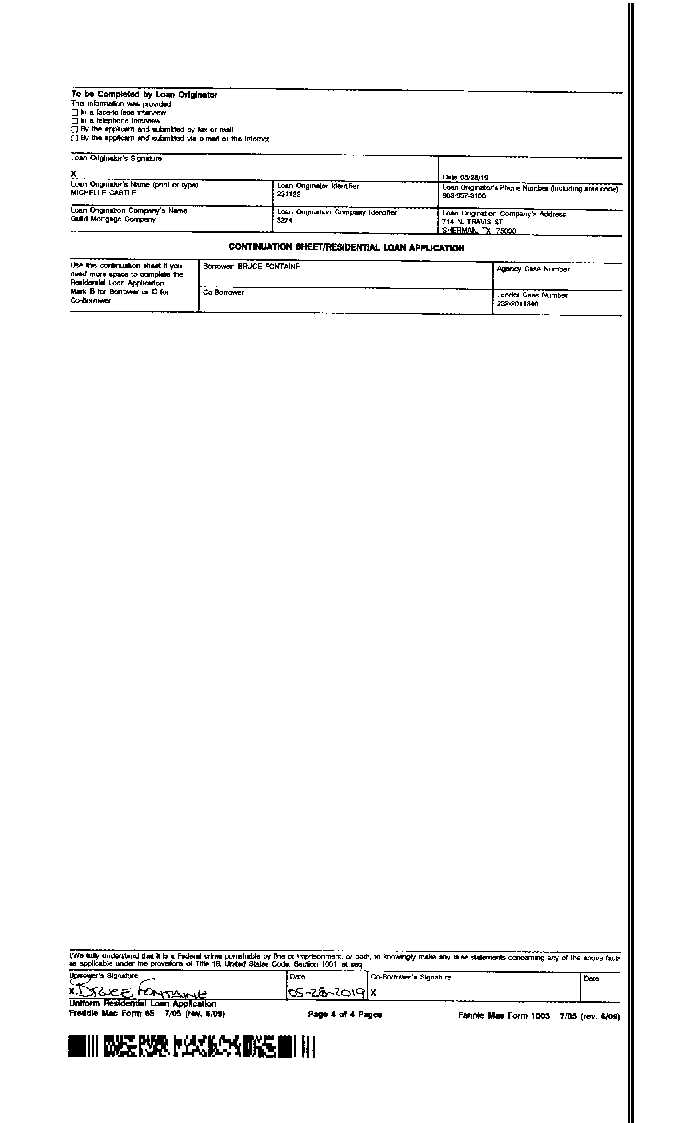 To be Completed by Loan Originator
This information was provided
In a face-to-face interview
In a telephone interview
By the applicant and submitted by fax or mail
By the applicant and submitted via e-mail or the Internet
Loan Originator's Signature
X
Date 05/28/19
Loan Originator's Name (print or type)
MICHELLE CASTLE
Loan Originator Identifier
Loan Originator's Phone Number (including area code)
Loan Origination Company's Name
Guild Mortgage Company
Loan Origination Company Identifier
3274
Loan Origination Company's Address
714 N. TRAVIS ST
SHERMAN, TX
CONTINUATION SHEET/RESIDENTIAL LOAN APPLICATION
Use this continuation sheet if you
need more space to complete the
Residential Loan Application
Mark B for Borrower or C for
Co-Borrower
Borrower BRUCE FONTAINE
Agency Case Number
Co-Borrower
Lender Case Number
I/We fully understand that it is a Federal crime punishable by fine or imprisonment, or both, to knowingly make any false statements concerning any of the above facts
as applicable under the provisions of Title 18, United States Code, Section 1001, et seq
Borrower's Signature
Date
Co-Borrower's Signature
Date
X BRUCE FONTAINE
05-28-2019
X
Uniform Residential Loan Application
Freddie Mac Form 65 7/05 (rev. 6/09)
Page 4 of 4 Pages
Fannie Mae Form 1003 7/05 (rev. 6/09)